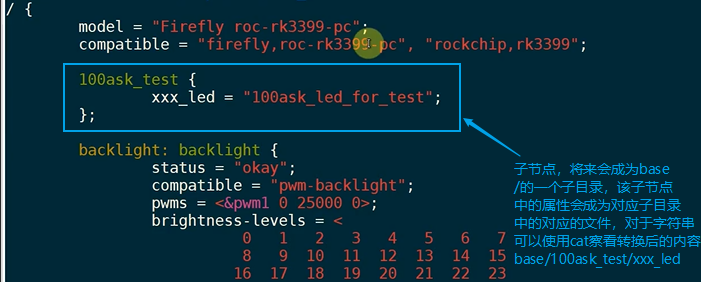 / {
model = "Firefly roc-rk3399-pc";
compatible = "firefly,roc-rk3399-pc", "rockchip,rk3399";
100ask_test {
xxx_led = "100ask_led_for_test";
};
backlight: backlight {
status = "okay";
compatible = "pwm-backlight";
pwms = <&pwm1 0 25000 0>;
brightness-levels = <
0 1 2 3 4 5 6 7
8 9 10 11 12 13 14 15
16 17 18 19 20 21 22 23
子节点，将来会成为base
/的一个子目录，该子节点
中的属性会成为对应子目录
中的对应的文件，对于字符串
可以使用cat察看转换后的内容
base/100ask_test/xxx_led